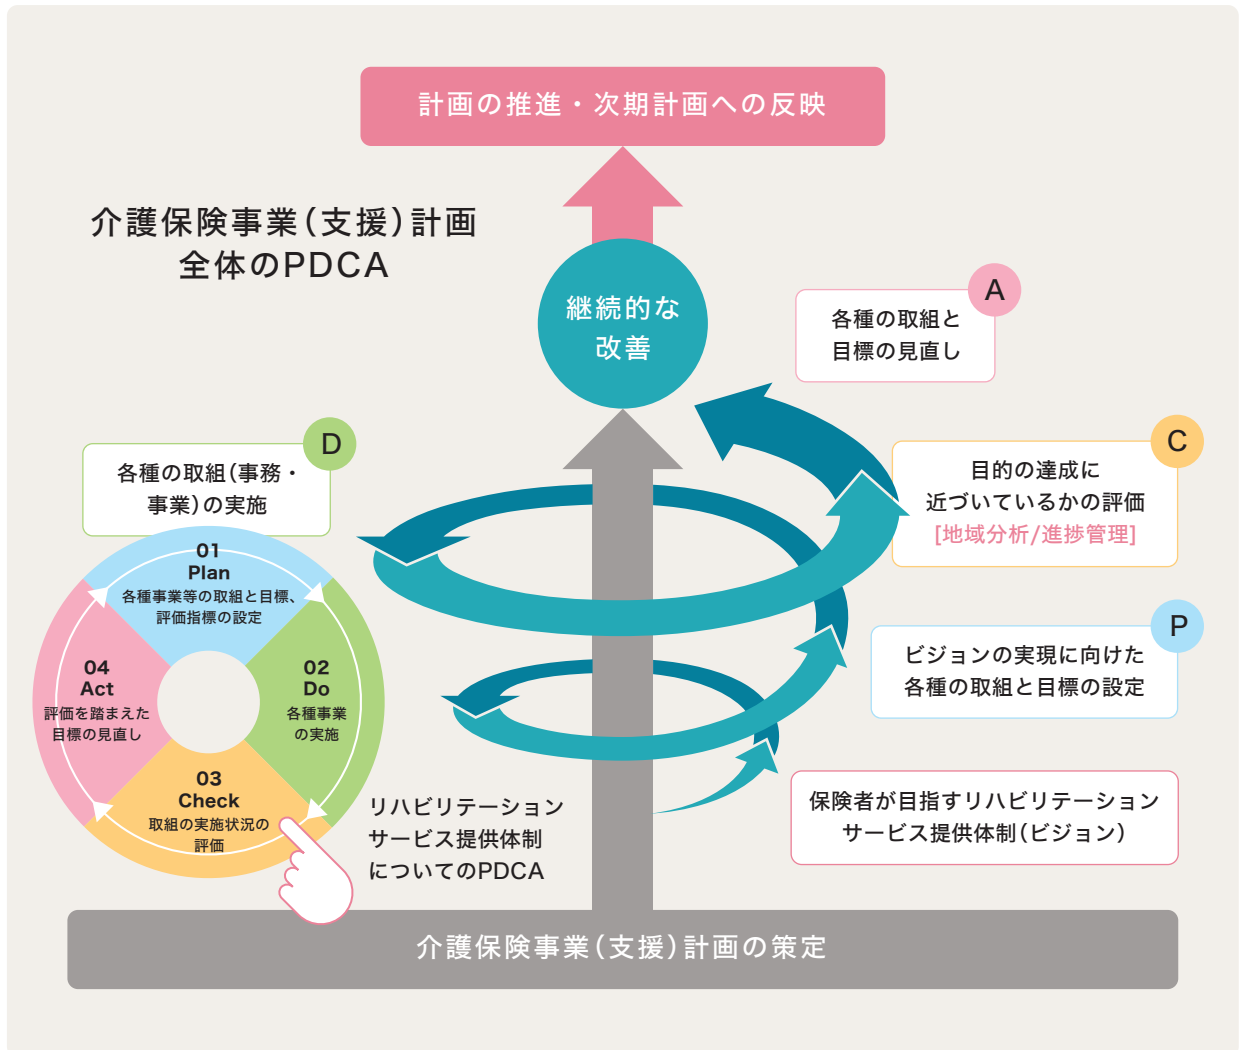 計画の推進・次期計画への反映
介護保険事業(支援)計画
全体のPDCA
継続的な
改善
A
各種の取組と
目標の見直し
C
目的の達成に
近づいているかの評価
[地域分析/進捗管理]
P
ビジョンの実現に向けた
各種の取組と目標の設定
保険者が目指すリハビリテーション
サービス提供体制(ビジョン)
D
各種の取組(事務・
事業)の実施
01
Plan
各種事業等の取組と目標、
評価指標の設定
02
Do
各種事業
の実施
03
Check
取組の実施状況の
評価
04
Act
評価を踏まえた
目標の見直し
リハビリテーション
サービス提供体制
についてのPDCA
介護保険事業(支援)計画の策定